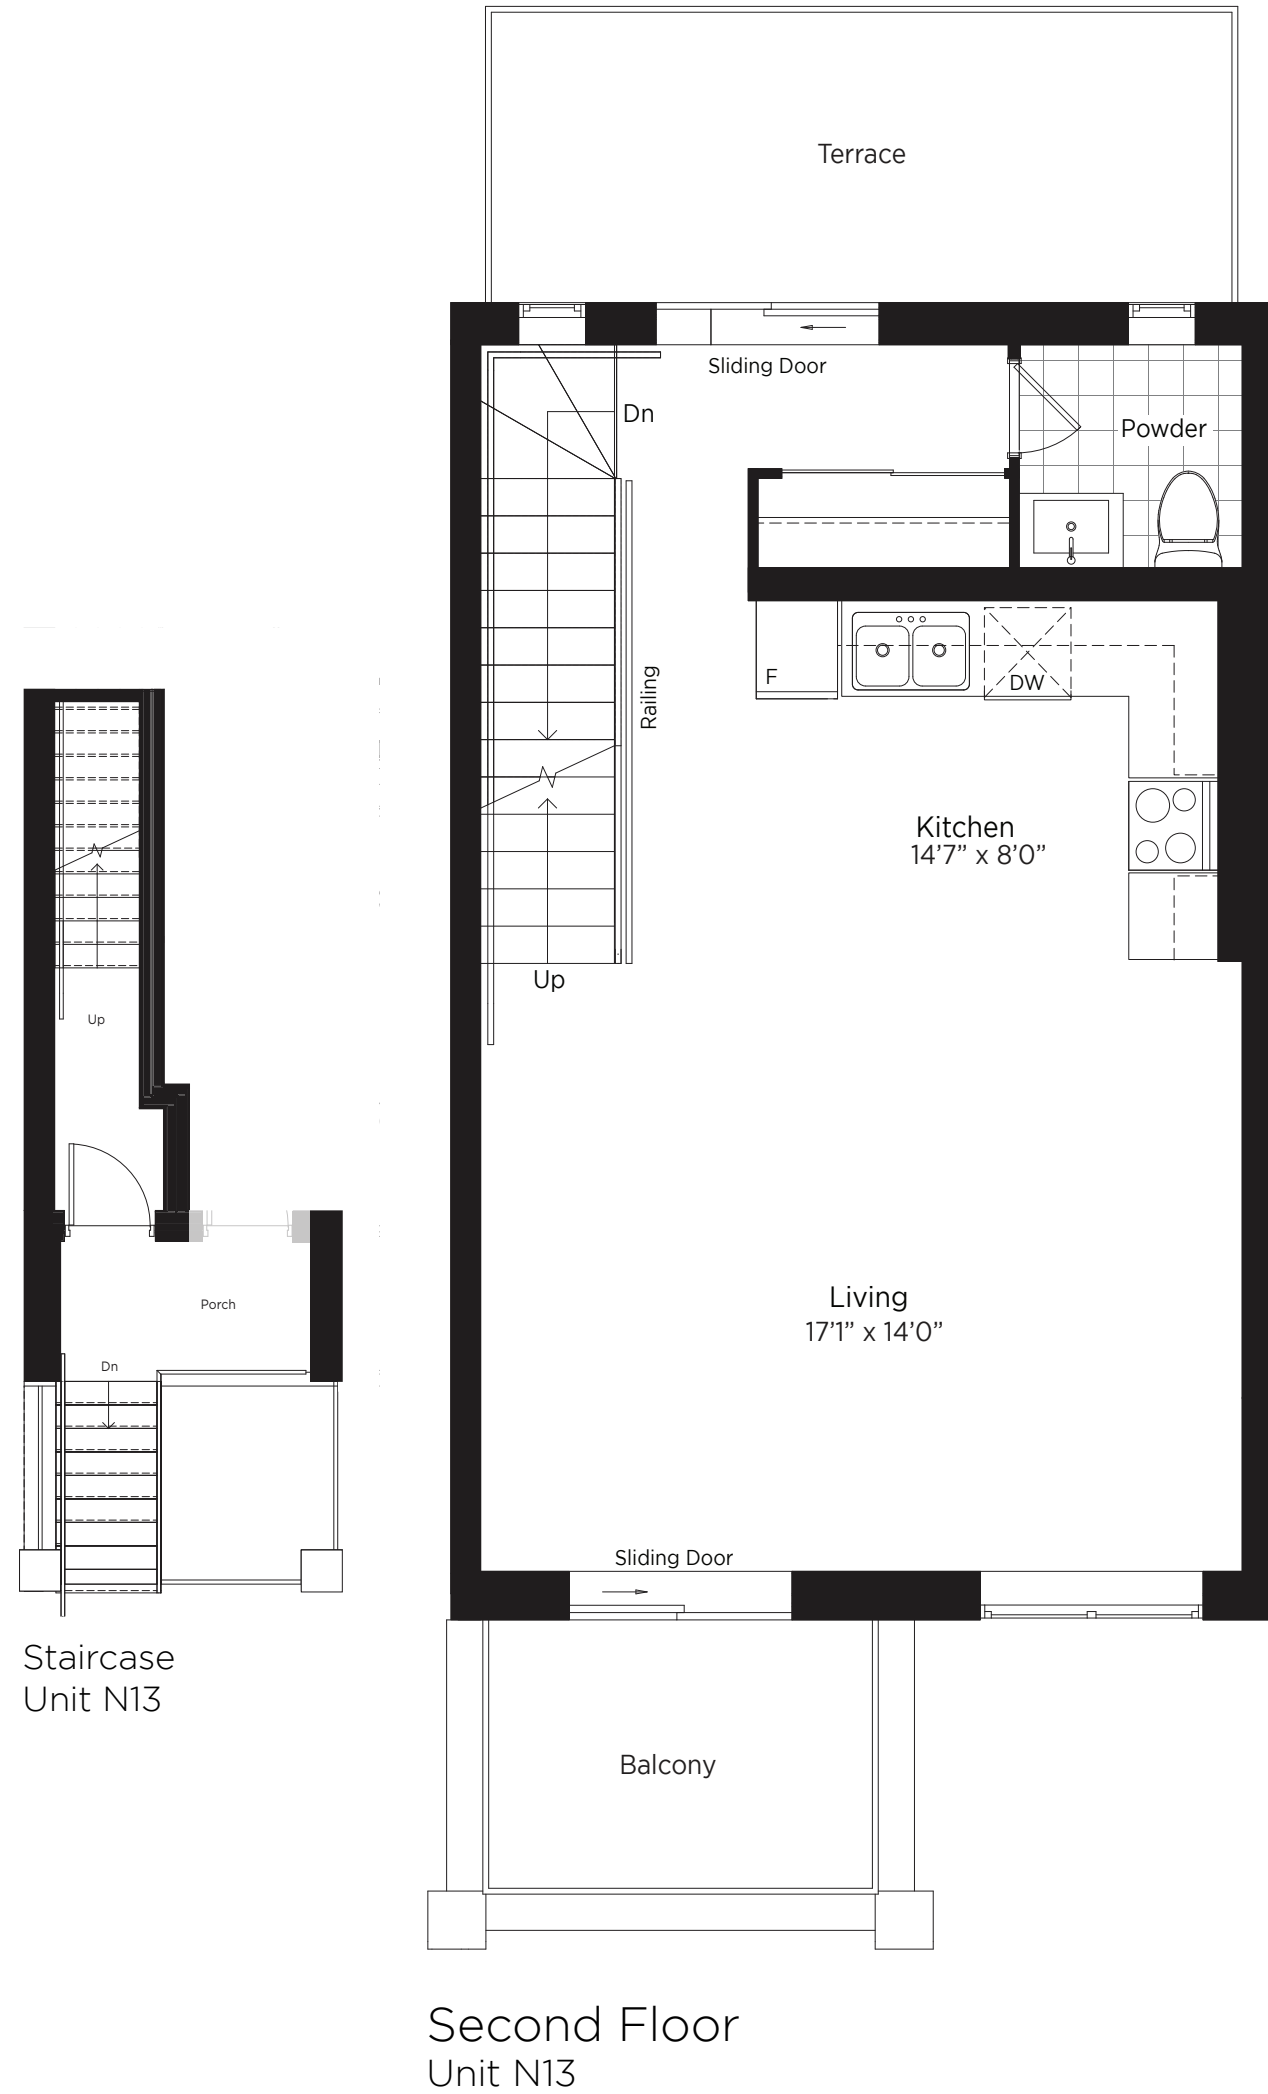 Terrace
Sliding Door
Dn
Powder
Railing
F
DW
Kitchen
14’7” x 8’0”
Up
Up
Living
17’1” x 14’0”
Porch
Dn
Sliding Door
Staircase
Unit N13
Balcony
Second Floor
Unit N13